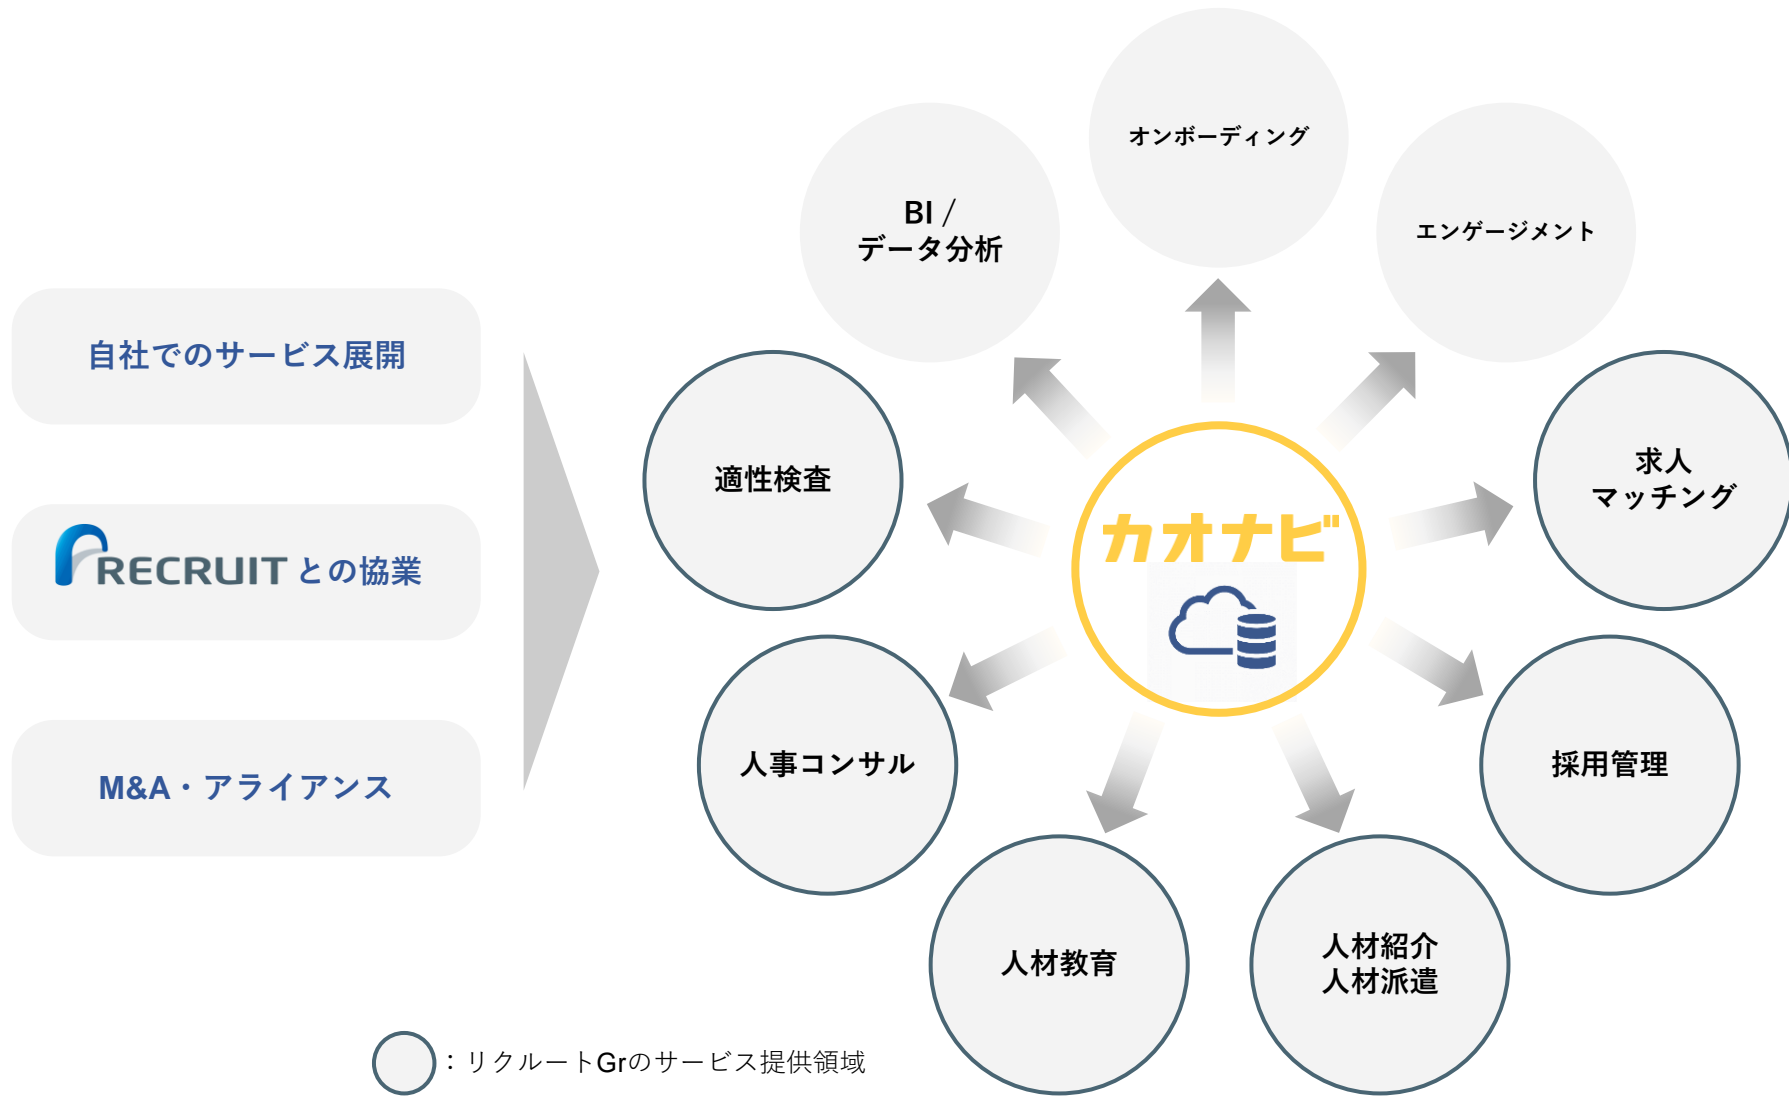 自社でのサービス展開
RECRUIT との協業
M&A・アライアンス
オンボーディング
BI /
データ分析
エンゲージメント
適性検査
求人
マッチング
カオナビ
人事コンサル
採用管理
人材教育
人材紹介
人材派遣
：リクルートGrのサービス提供領域